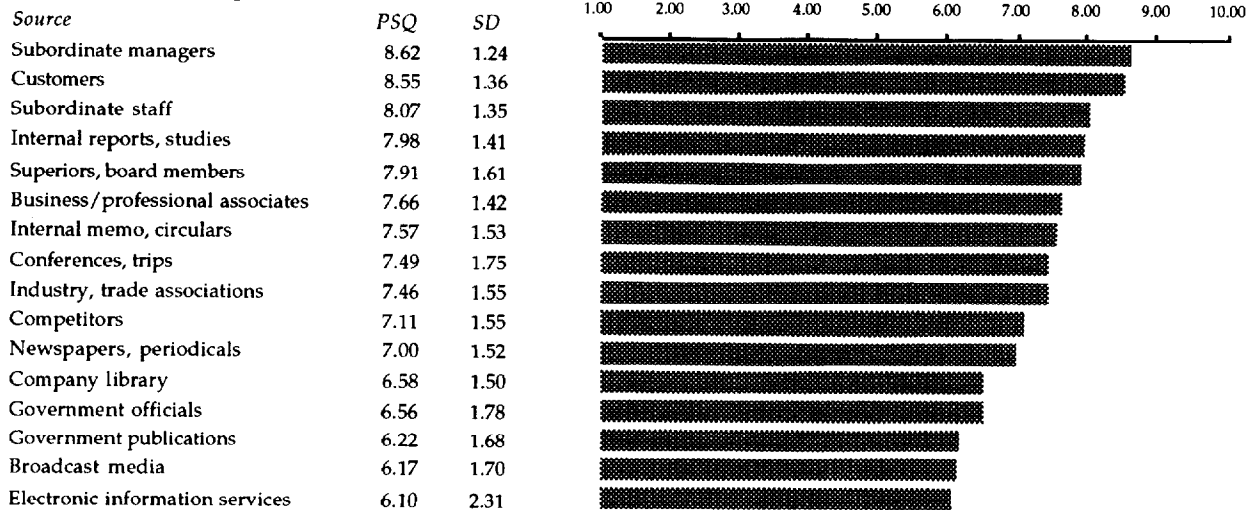 Source PSQ SD 1.00 2.00 3.00 4.00 5.00 6.00 7.00 8.00 9.00 10.00
Subordinate managers 8.62 1.24
Customers 8.55 1.36
Subordinate staff 8.07 1.35
Internal reports, studies 7.98 1.41
Superiors, board members 7.91 1.61
Business/professional associates 7.66 1.42
Internal memo, circulars 7.57 1.53
Conferences, trips 7.49 1.75
Industry, trade associations 7.46 1.55
Competitors 7.11 1.55
Newspapers, periodicals 7.00 1.52
Company library 6.58 1.50
Government officials 6.56 1.78
Government publications 6.22 1.68
Broadcast media 6.17 1.70
Electronic information services 6.10 2.31